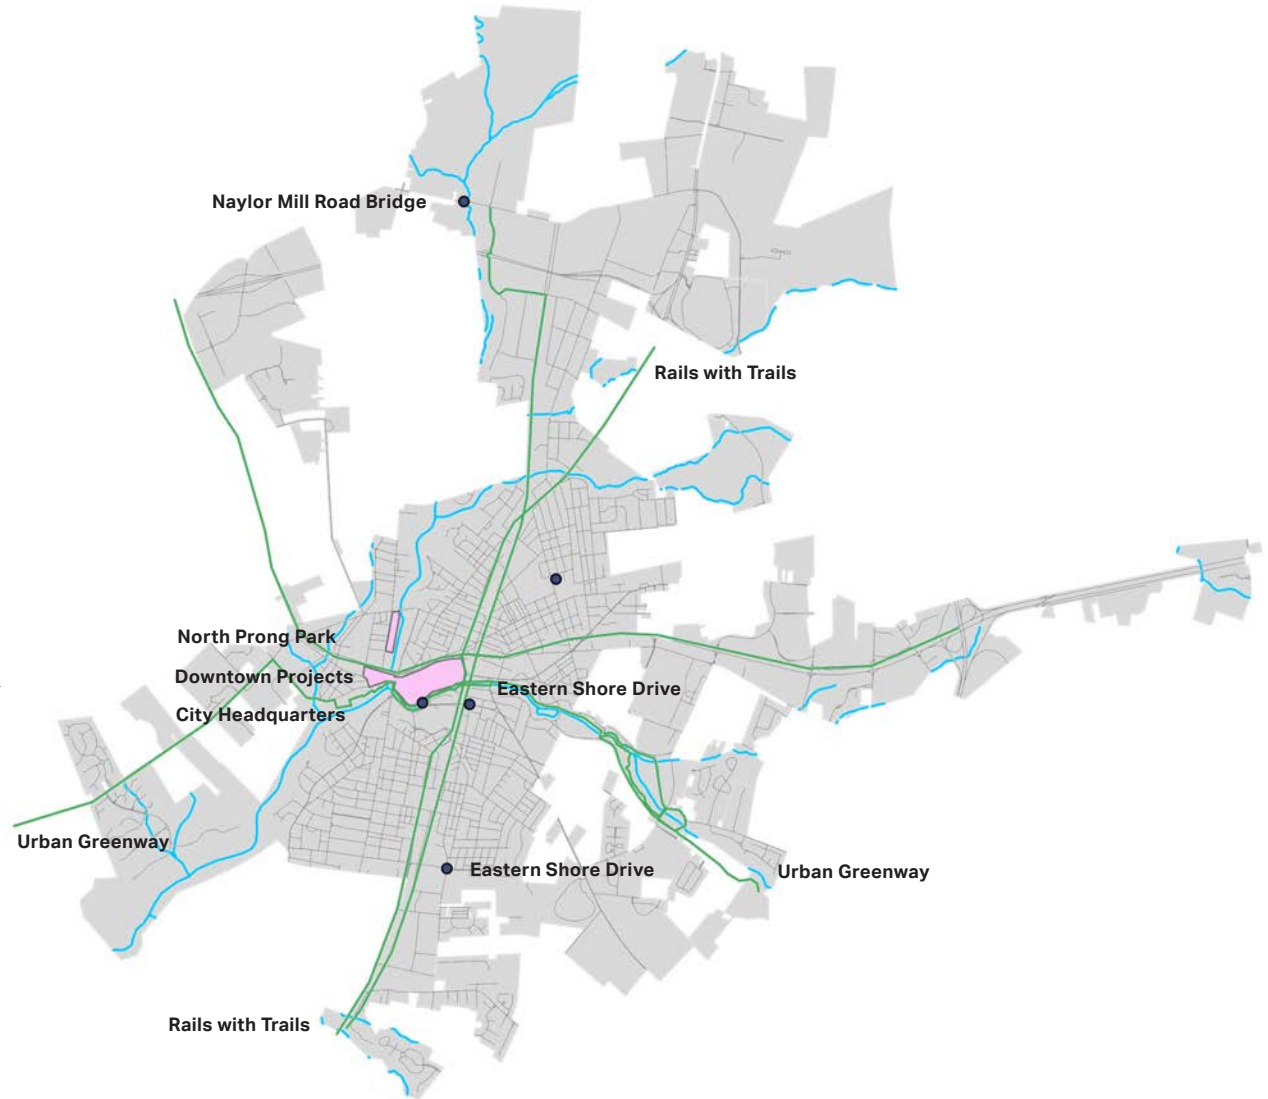 Naylor Mill Road Bridge
Rails with Trails
North Prong Park
Downtown Projects
Eastern Shore Drive
City Headquarters
Urban Greenway
Eastern Shore Drive
Urban Greenway
Rails with Trails